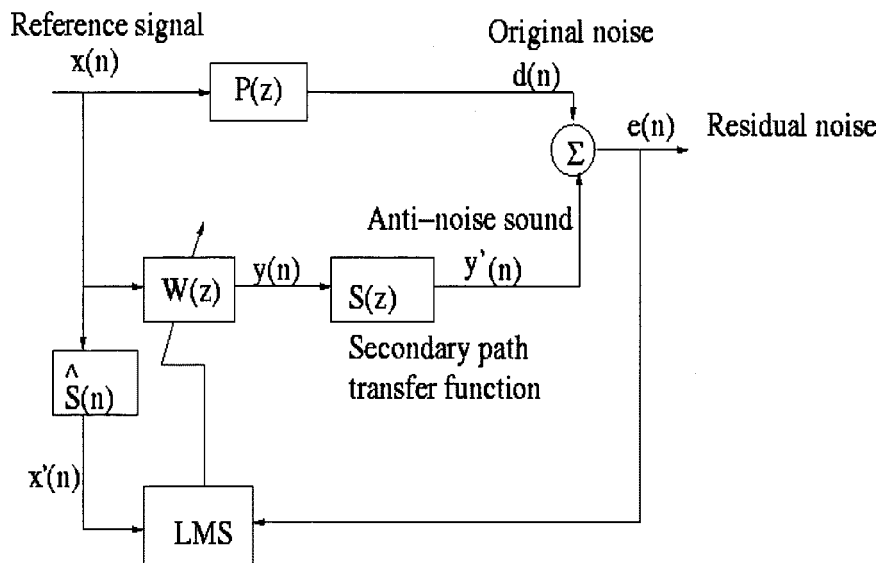 Reference signal
x(n)
P(z)
Original noise
d(n)
Σ
e(n)
Residual noise
Anti–noise sound
W(z)
y(n)
S(z)
y'(n)
Secondary path
transfer function
^
S(n)
x'(n)
LMS